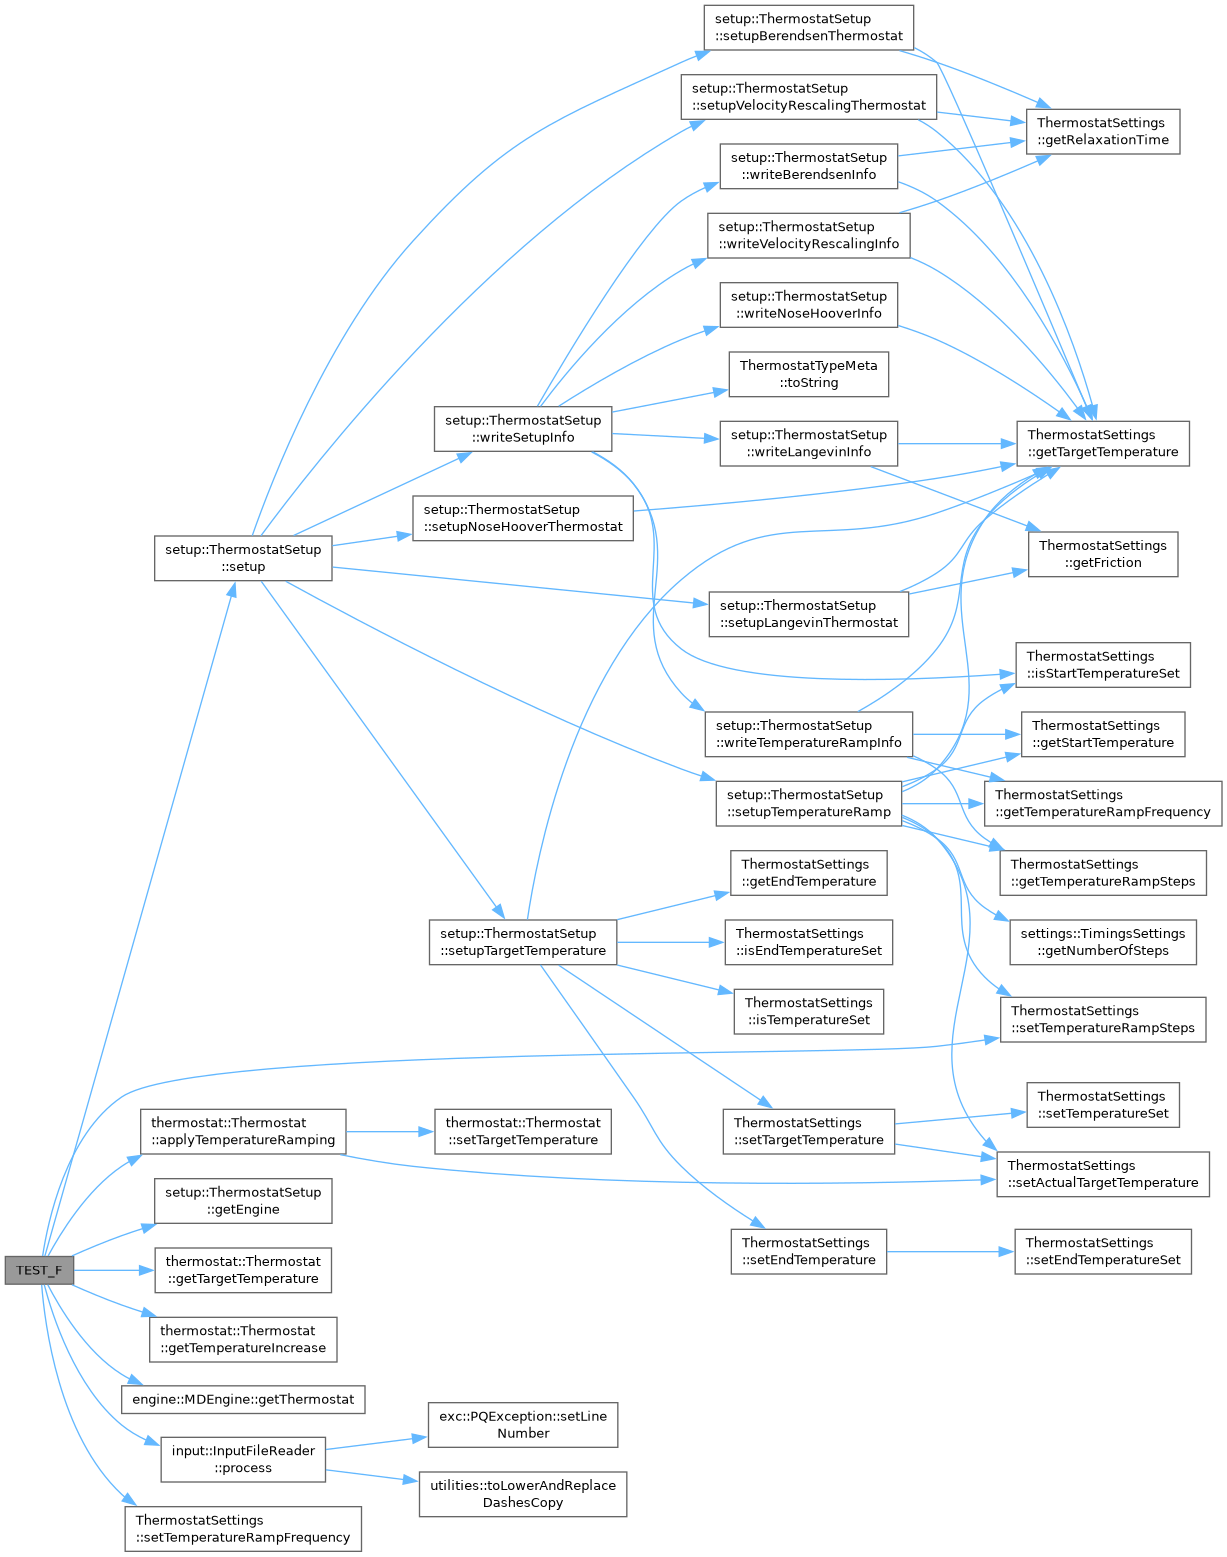 setup::ThermostatSetup
::setupBerendsenThermostat
setup::ThermostatSetup
::setupVelocityRescalingThermostat
ThermostatSettings
::getRelaxationTime
setup::ThermostatSetup
::writeBerendsenInfo
setup::ThermostatSetup
::writeVelocityRescalingInfo
setup::ThermostatSetup
::writeNoseHooverInfo
ThermostatTypeMeta
::toString
setup::ThermostatSetup
::writeSetupInfo
setup::ThermostatSetup
::writeLangevinInfo
ThermostatSettings
::getTargetTemperature
setup::ThermostatSetup
::setupNoseHooverThermostat
setup::ThermostatSetup
::setup
ThermostatSettings
::getFriction
setup::ThermostatSetup
::setupLangevinThermostat
ThermostatSettings
::isStartTemperatureSet
setup::ThermostatSetup
::writeTemperatureRampInfo
ThermostatSettings
::getStartTemperature
setup::ThermostatSetup
::setupTemperatureRamp
ThermostatSettings
::getTemperatureRampFrequency
ThermostatSettings
::getEndTemperature
ThermostatSettings
::getTemperatureRampSteps
setup::ThermostatSetup
::setupTargetTemperature
ThermostatSettings
::isEndTemperatureSet
settings::TimingsSettings
::getNumberOfSteps
ThermostatSettings
::isTemperatureSet
ThermostatSettings
::setTemperatureRampSteps
thermostat::Thermostat
::applyTemperatureRamping
thermostat::Thermostat
::setTargetTemperature
ThermostatSettings
::setTargetTemperature
ThermostatSettings
::setTemperatureSet
ThermostatSettings
::setActualTargetTemperature
setup::ThermostatSetup
::getEngine
ThermostatSettings
::setEndTemperature
ThermostatSettings
::setEndTemperatureSet
TEST_F
thermostat::Thermostat
::getTargetTemperature
thermostat::Thermostat
::getTemperatureIncrease
engine::MDEngine::getThermostat
input::InputFileReader
::process
exc::PQException::setLine
Number
utilities::toLowerAndReplace
DashesCopy
ThermostatSettings
::setTemperatureRampFrequency